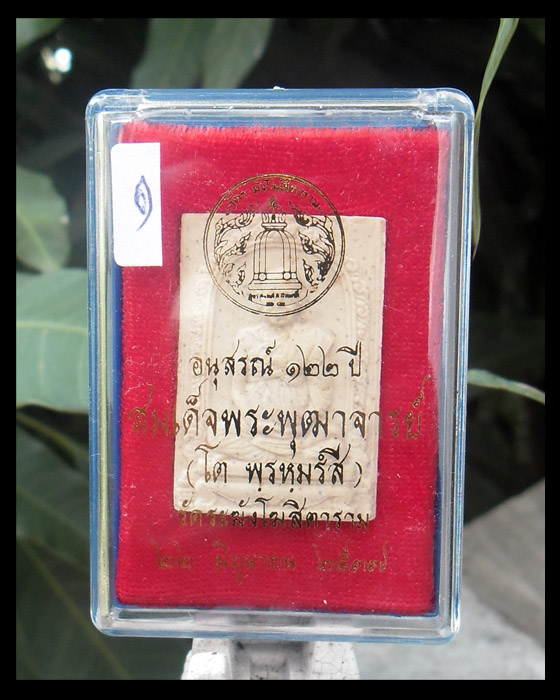 ๑
อนุสรณ์ ๑๒๒ ปี
สมเด็จพระพุฒาจารย์
(โต พฺรหฺมรํสี)
วัดระฆังโฆสิตาราม
๒๒ มิถุนายน ๒๕๓๗